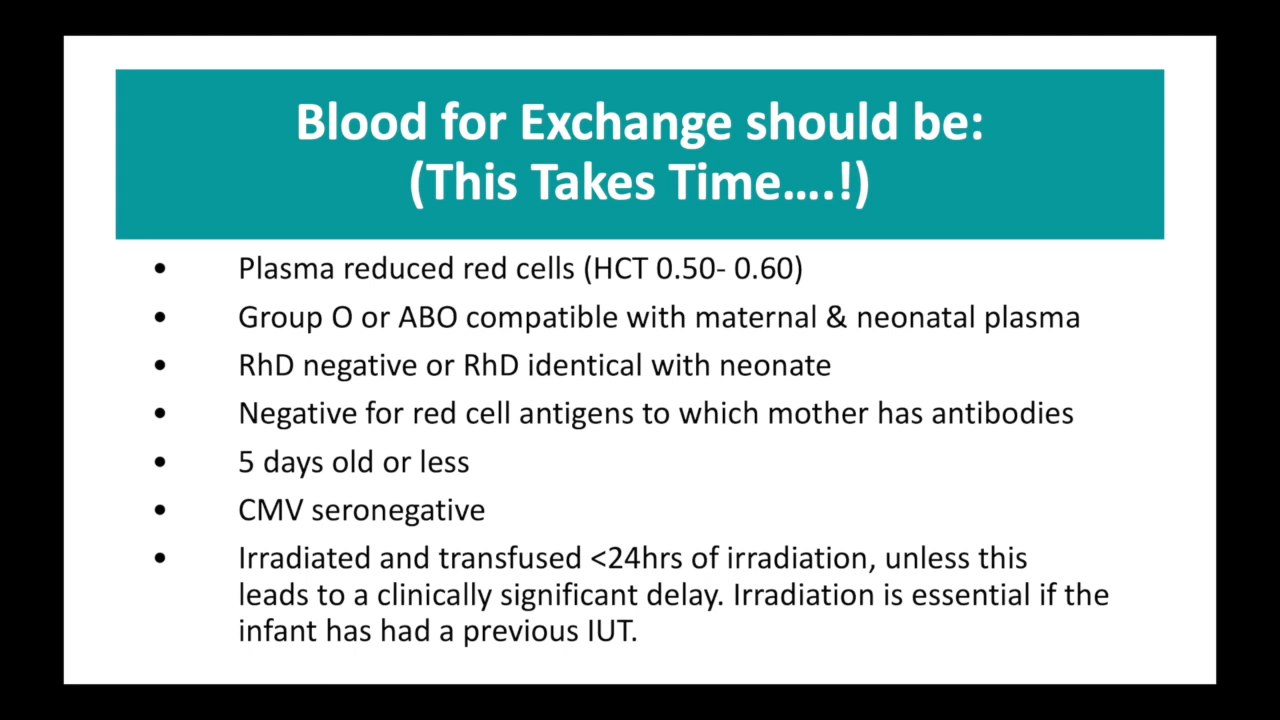 Blood for Exchange should be:
(This Takes Time….!)
• Plasma reduced red cells (HCT 0.50- 0.60)
• Group O or ABO compatible with maternal & neonatal plasma
• RhD negative or RhD identical with neonate
• Negative for red cell antigens to which mother has antibodies
• 5 days old or less
• CMV seronegative
• Irradiated and transfused <24hrs of irradiation, unless this
leads to a clinically significant delay. Irradiation is essential if the
infant has had a previous IUT.